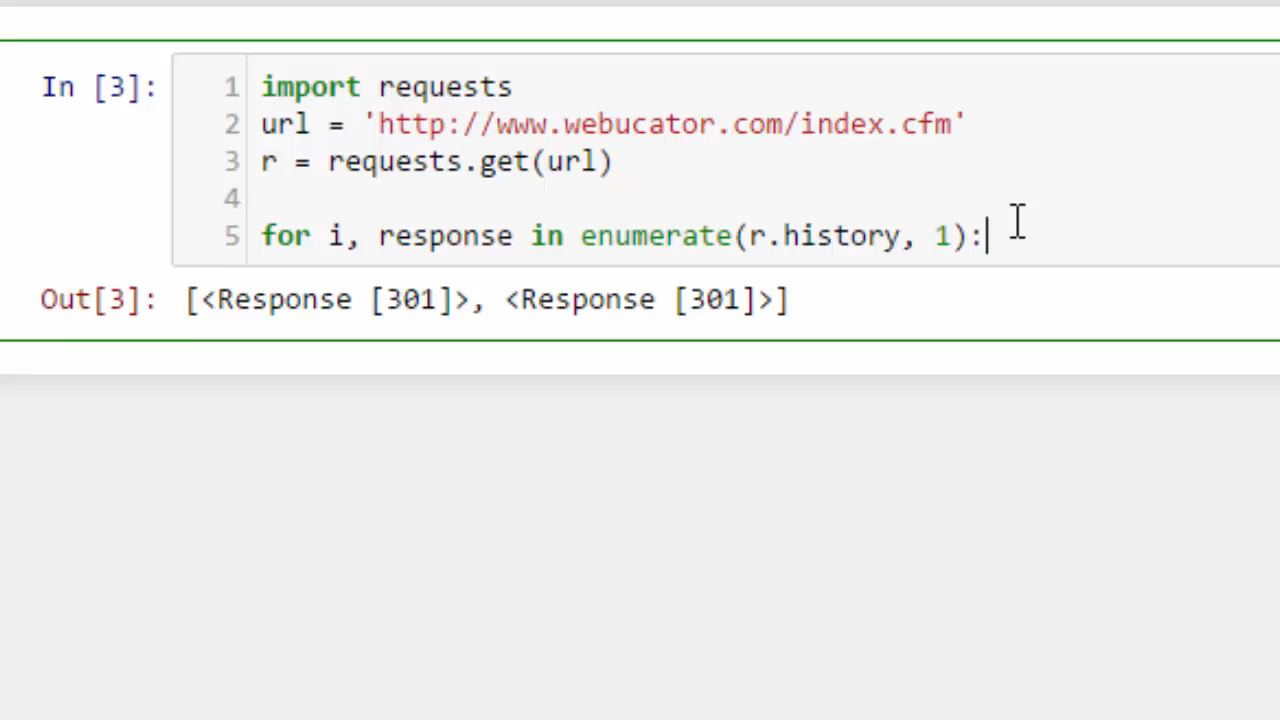 In [3]:
1 import requests
2 url = 'http://www.webucator.com/index.cfm'
3 r = requests.get(url)
4
5 for i, response in enumerate(r.history, 1):
Out[3]: [<Response [301]>, <Response [301]>]